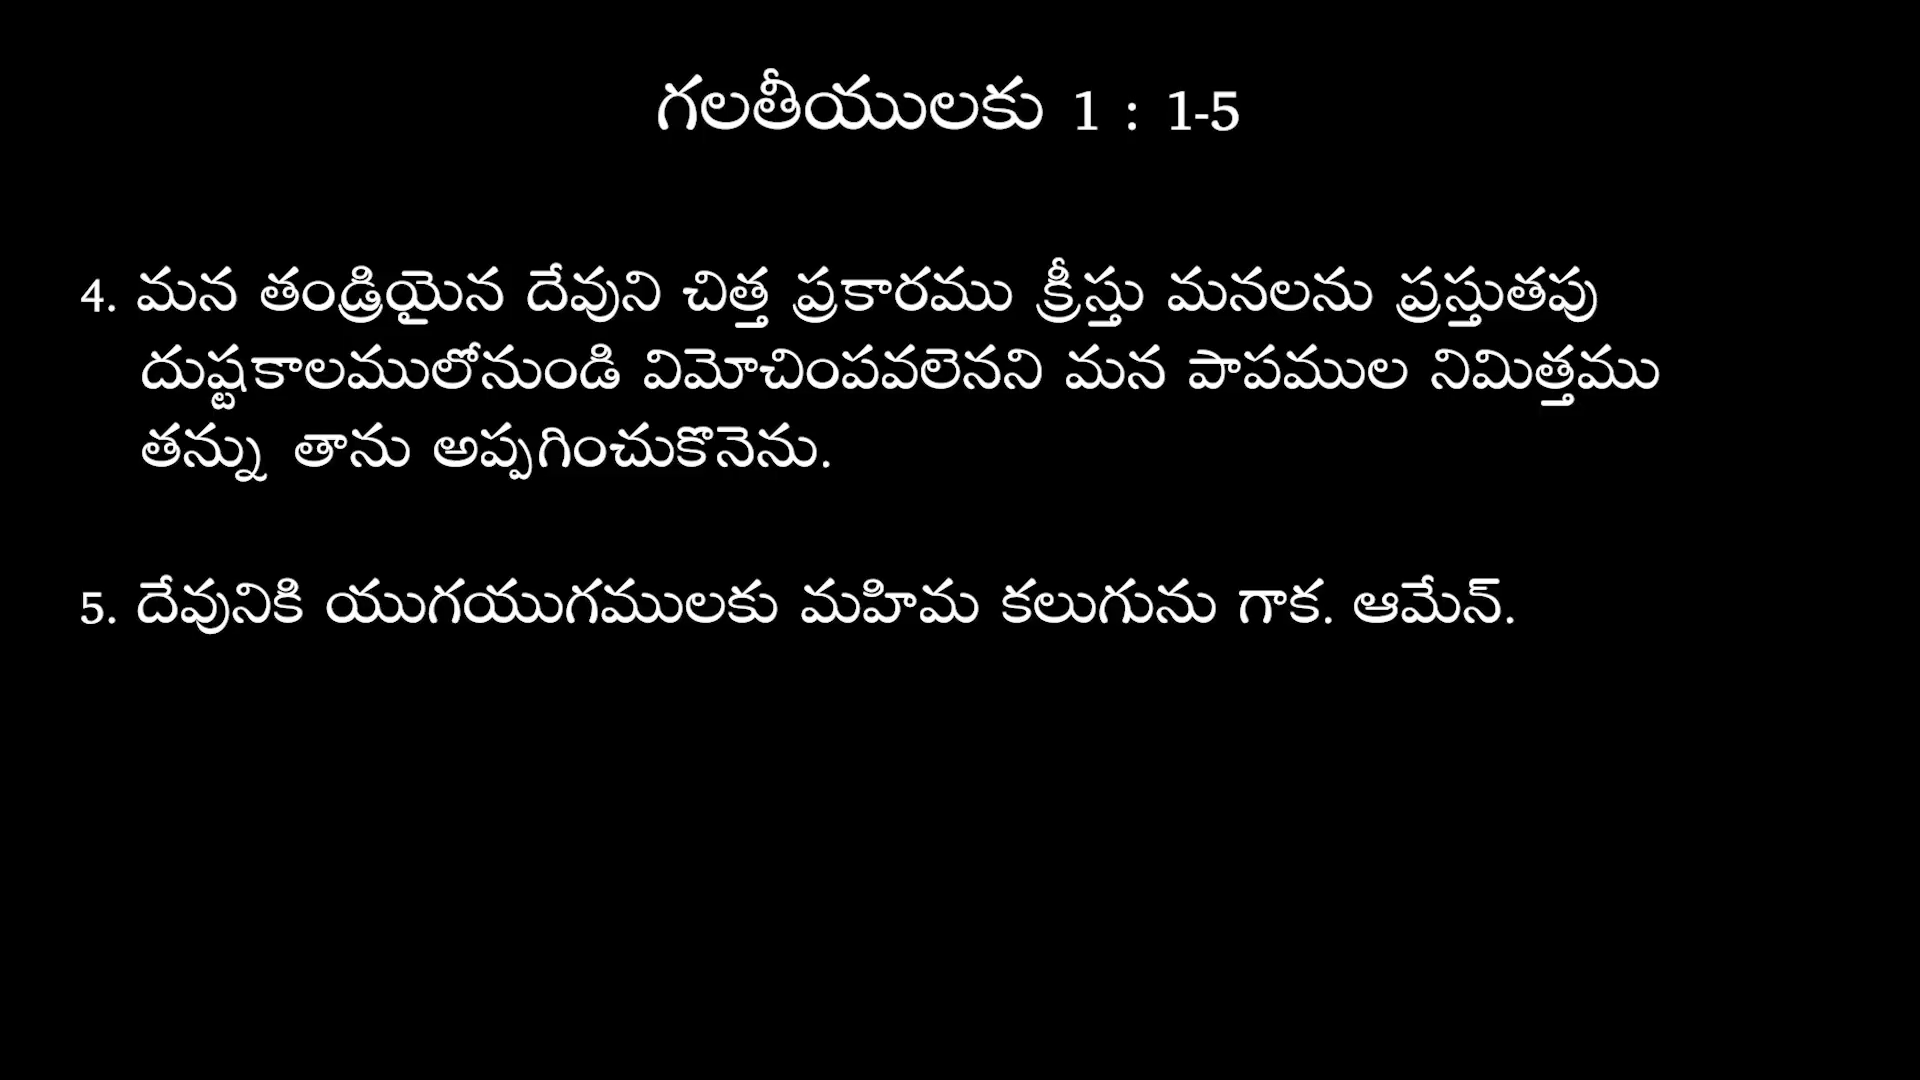 గలతీయులకు 1 : 1-5
4. మన తండ్రియైన దేవుని చిత్త ప్రకారము క్రీస్తు మనలను ప్రస్తుతపు
దుష్టకాలములోనుండి విమోచింపవలెనని మన పాపముల నిమిత్తము
తన్ను తాను అప్పగించుకొనెను.
5. దేవునికి యుగయుగములకు మహిమ కలుగును గాక. ఆమేన్.